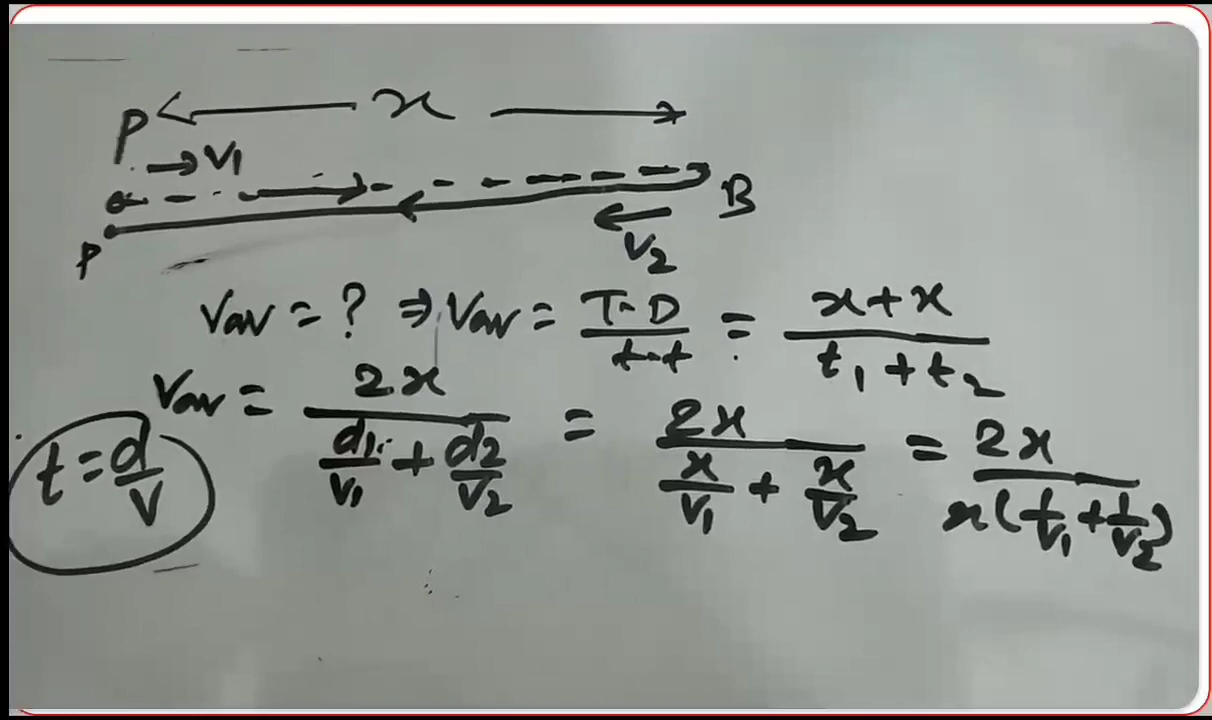 P ← x →
→ V₁
B
P
← V₂
Vav = ? ⇒ Vav = T-D / t-t = x+x / t₁+t₂
Vav = 2x / (d₁/V₁ + d₂/V₂) = 2x / (x/V₁ + x/V₂) = 2x / x(1/V₁ + 1/V₂)
t = d/V